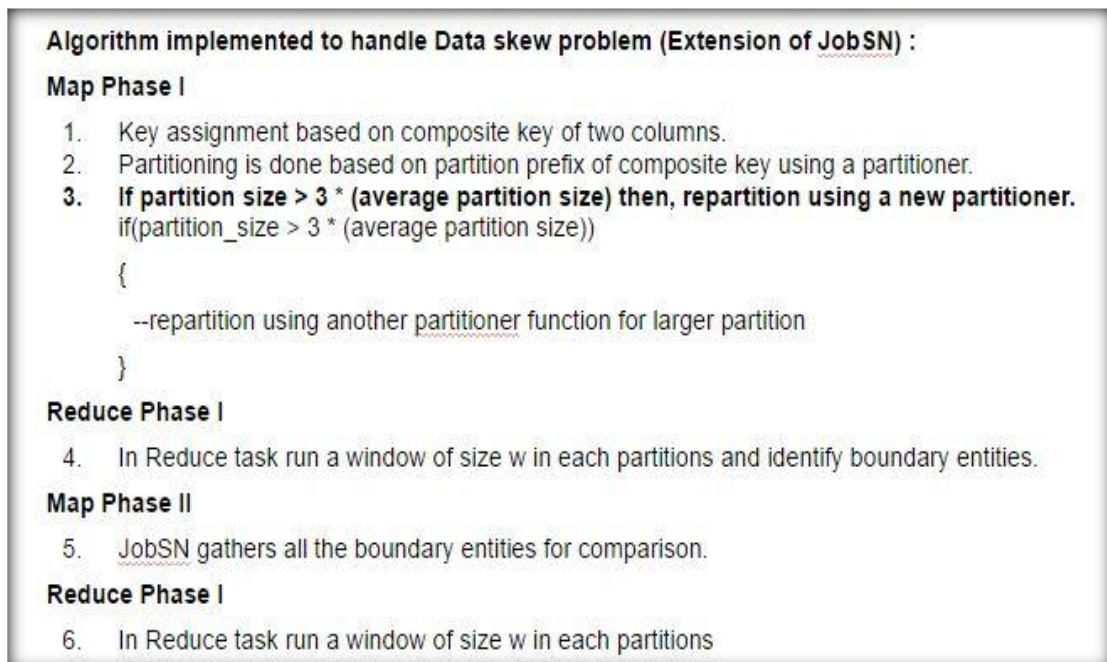 Algorithm implemented to handle Data skew problem (Extension of JobSN) :
Map Phase I
1. Key assignment based on composite key of two columns.
2. Partitioning is done based on partition prefix of composite key using a partitioner.
3. If partition size > 3 * (average partition size) then, repartition using a new partitioner.
if(partition_size > 3 * (average partition size))
{
--repartition using another partitioner function for larger partition
}
Reduce Phase I
4. In Reduce task run a window of size w in each partitions and identify boundary entities.
Map Phase II
5. JobSN gathers all the boundary entities for comparison.
Reduce Phase I
6. In Reduce task run a window of size w in each partitions